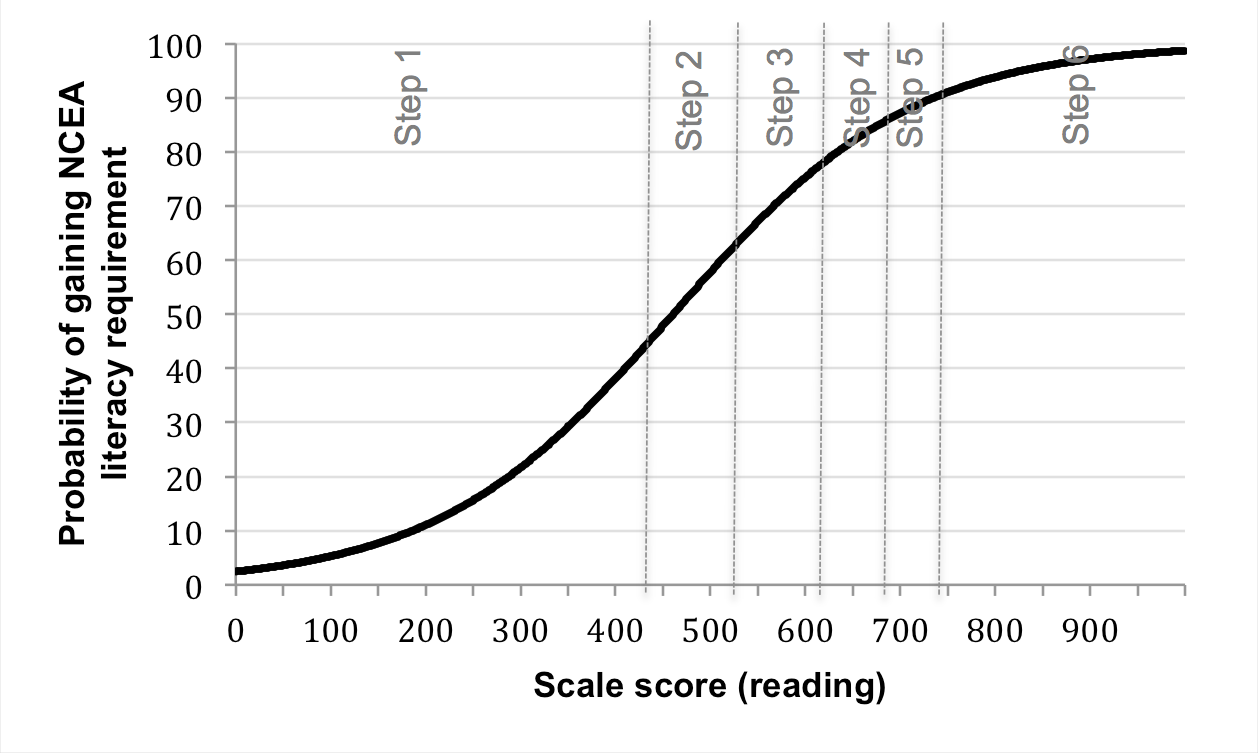 Probability of gaining NCEA
literacy requirement
100
90
80
70
60
50
40
30
20
10
0
Step 1
Step 2
Step 3
Step 4
Step 5
Step 6
0 100 200 300 400 500 600 700 800 900
Scale score (reading)